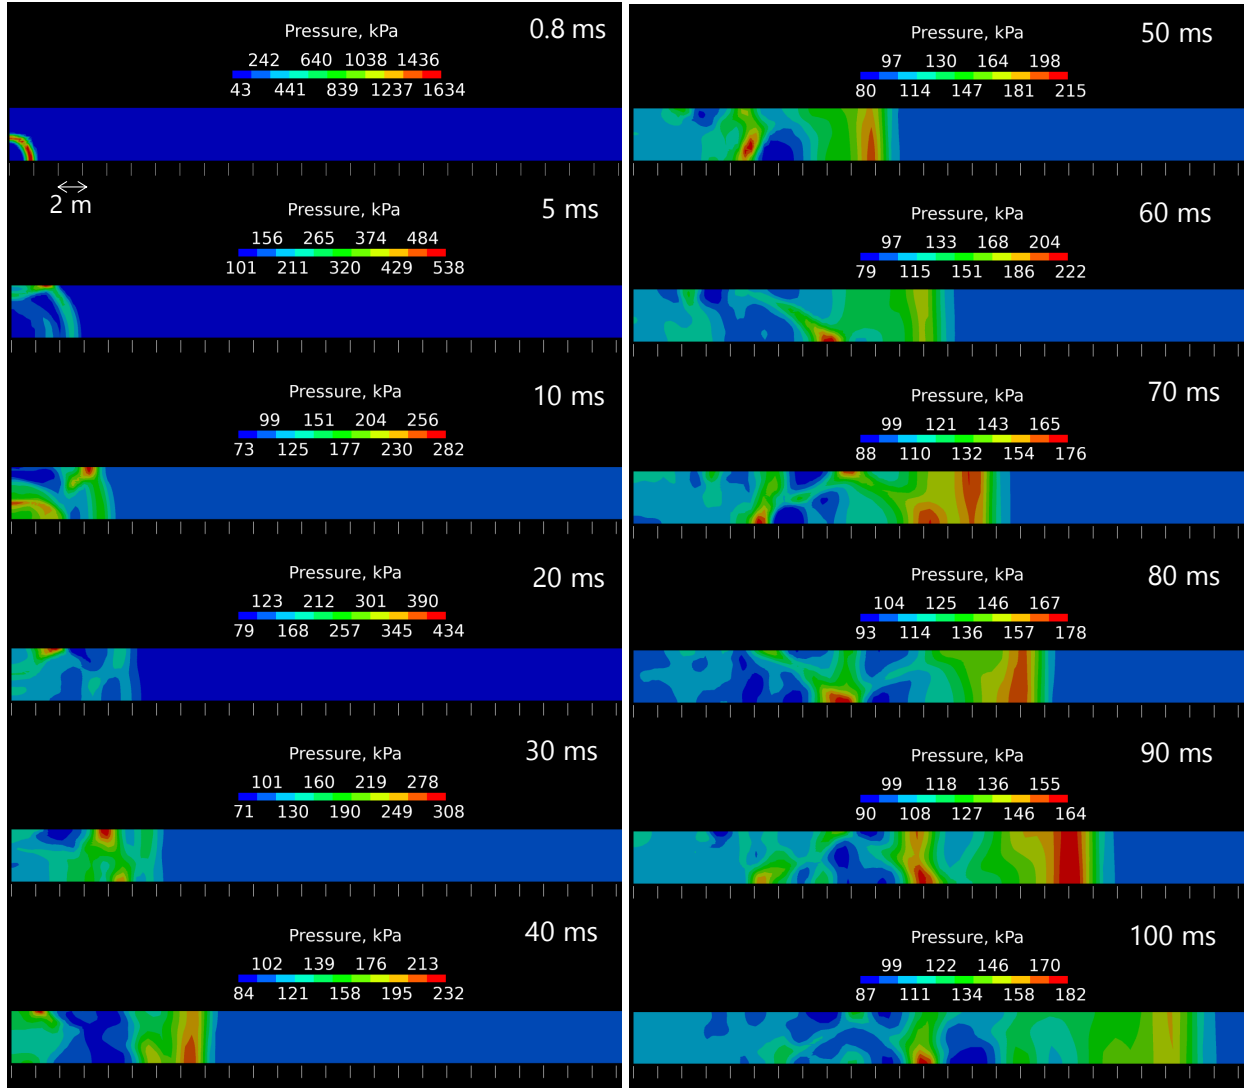 Pressure, kPa
0.8 ms
242 640 1038 1436
43 441 839 1237 1634
2 m
Pressure, kPa
5 ms
156 265 374 484
101 211 320 429 538
Pressure, kPa
10 ms
99 151 204 256
73 125 177 230 282
Pressure, kPa
20 ms
123 212 301 390
79 168 257 345 434
Pressure, kPa
30 ms
101 160 219 278
71 130 190 249 308
Pressure, kPa
40 ms
102 139 176 213
84 121 158 195 232
Pressure, kPa
50 ms
97 130 164 198
80 114 147 181 215
Pressure, kPa
60 ms
97 133 168 204
79 115 151 186 222
Pressure, kPa
70 ms
99 121 143 165
88 110 132 154 176
Pressure, kPa
80 ms
104 125 146 167
93 114 136 157 178
Pressure, kPa
90 ms
99 118 136 155
90 108 127 146 164
Pressure, kPa
100 ms
99 122 146 170
87 111 134 158 182